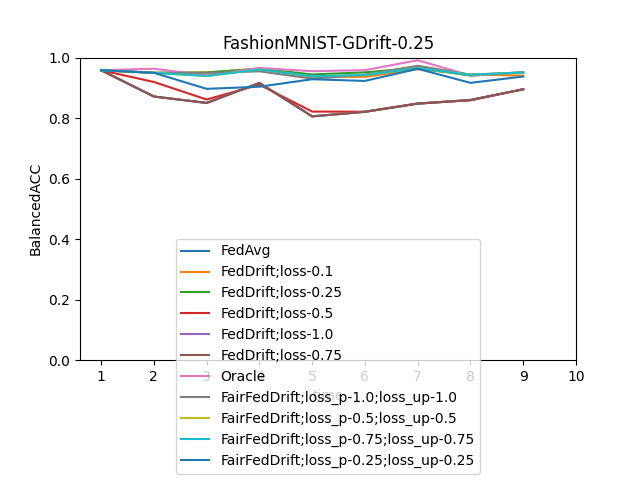 FashionMNIST-GDrift-0.25
BalancedACC
1.0
0.8
0.6
0.4
0.2
0.0
1 2 3 4 5 6 7 8 9 10
time
FedAvg
FedDrift;loss-0.1
FedDrift;loss-0.25
FedDrift;loss-0.5
FedDrift;loss-1.0
FedDrift;loss-0.75
Oracle
FairFedDrift;loss_p-1.0;loss_up-1.0
FairFedDrift;loss_p-0.5;loss_up-0.5
FairFedDrift;loss_p-0.75;loss_up-0.75
FairFedDrift;loss_p-0.25;loss_up-0.25